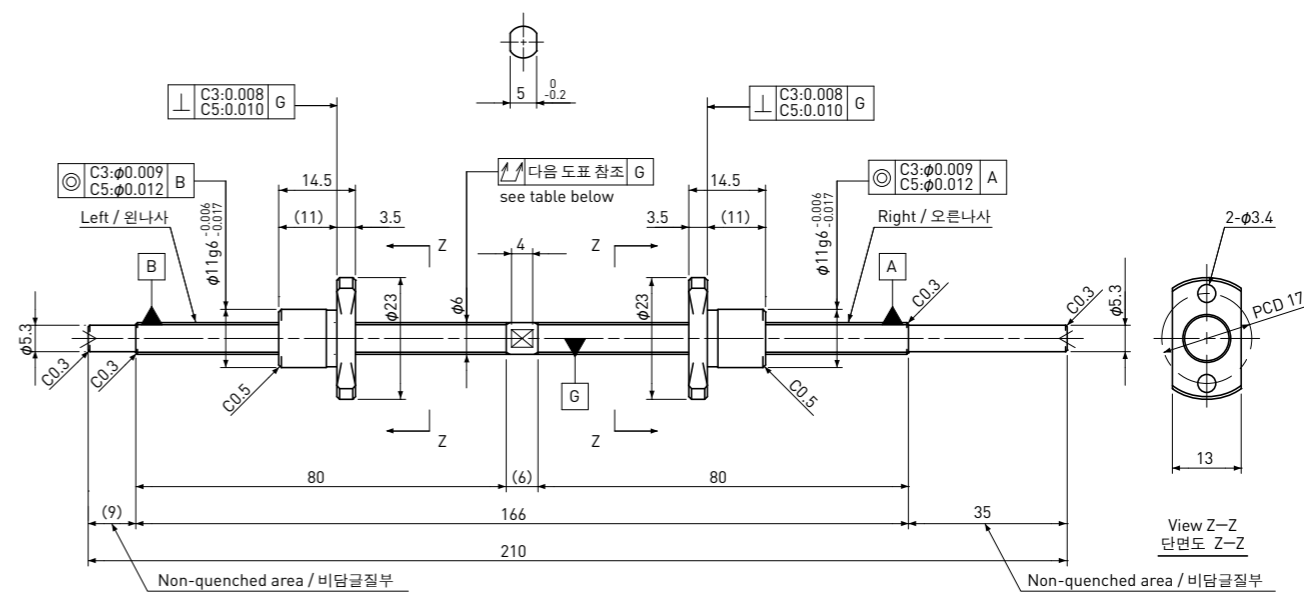 5 0 -0.2
⊥ C3:0.008 C5:0.010 G
⊥ C3:0.008 C5:0.010 G
◎ C3:ϕ0.009 C5:ϕ0.012 B
14.5
다음 도표 참조 G
see table below
14.5
◎ C3:ϕ0.009 C5:ϕ0.012 A
Left / 왼나사
ϕ11g6 -0.006 -0.017
(11)
3.5
Z
4
Z
3.5
(11)
ϕ11g6 -0.006 -0.017
Right / 오른나사
2-ϕ3.4
B
A
C0.3
C0.3
ϕ5.3
ϕ23
ϕ6
ϕ23
ϕ5.3
PCD 17
C0.3
C0.3
C0.5
G
C0.5
Z
Z
13
80
(6)
80
(9)
166
35
210
View Z−Z
단면도 Z−Z
Non-quenched area / 비담글질부
Non-quenched area / 비담글질부